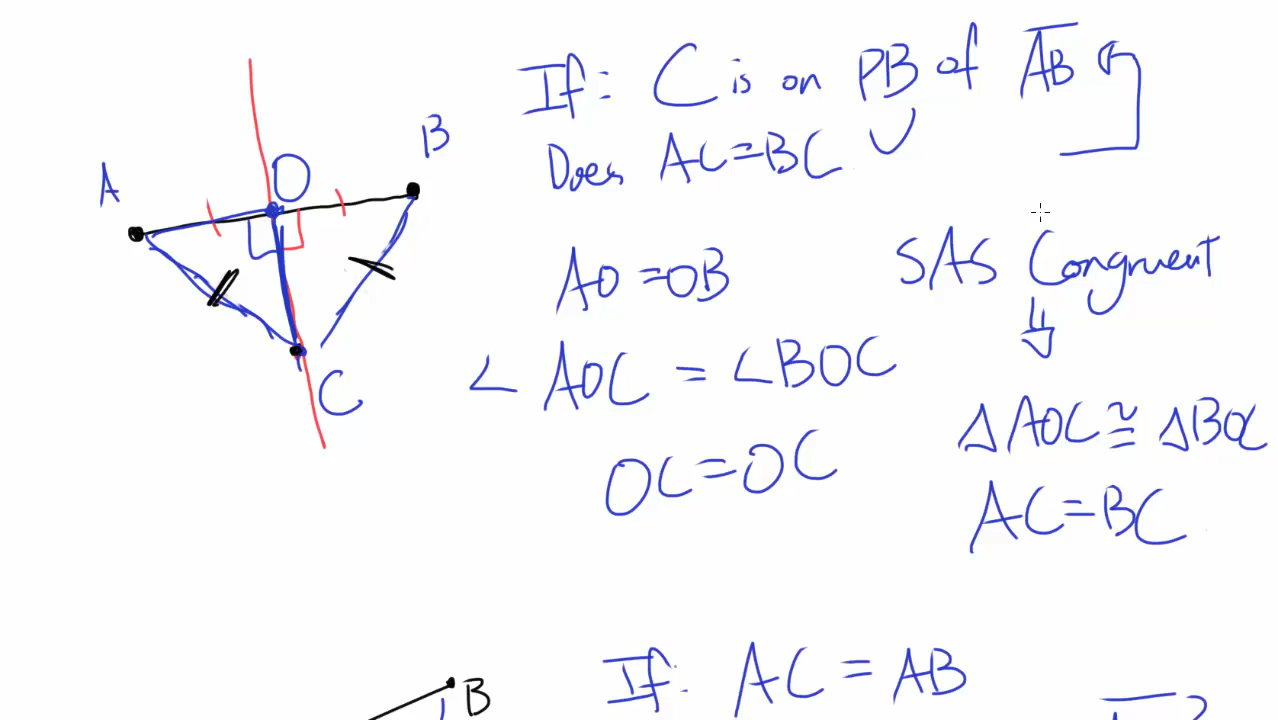 If: C is on PB of AB
Does AC=BC
A
B
O
C
AO=OB
∠AOC = ∠BOC
OC=OC
SAS Congruent
⇓
△AOC≅△BOC
AC=BC
If: AC = AB
B